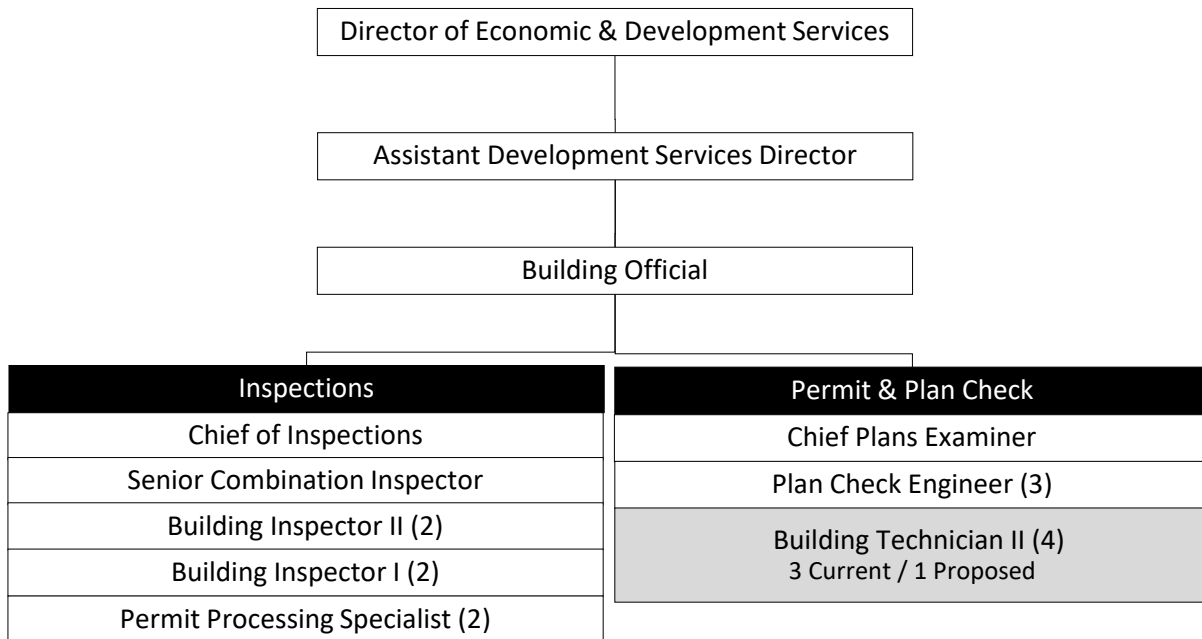 Director of Economic & Development Services
Assistant Development Services Director
Building Official
Inspections
Chief of Inspections
Senior Combination Inspector
Building Inspector II (2)
Building Inspector I (2)
Permit Processing Specialist (2)
Permit & Plan Check
Chief Plans Examiner
Plan Check Engineer (3)
Building Technician II (4)
3 Current / 1 Proposed